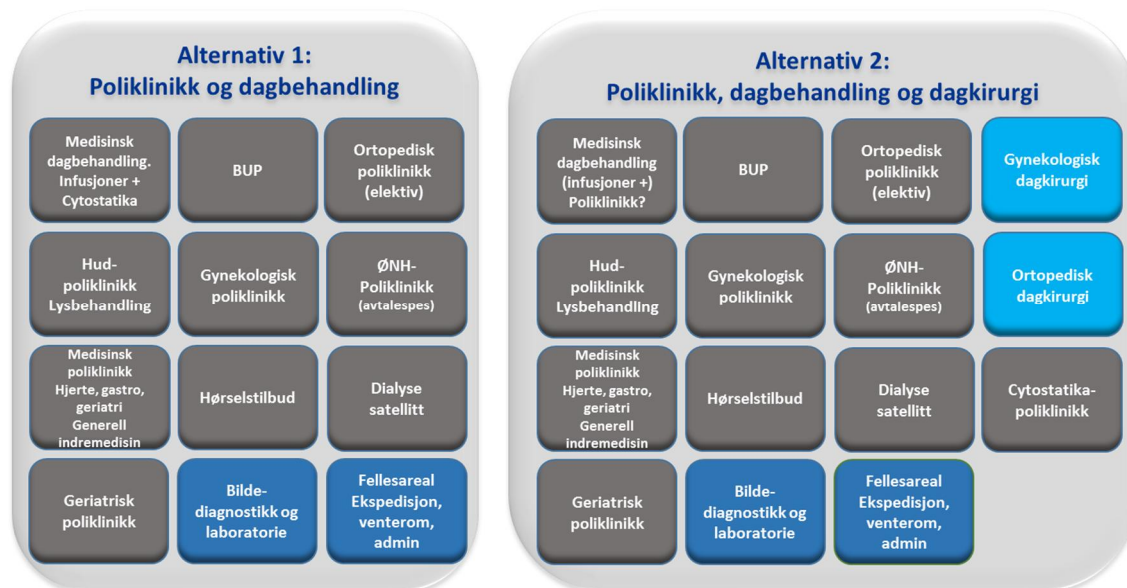 Alternativ 1:
Poliklinikk og dagbehandling
Medisinsk
dagbehandling.
Infusjoner +
Cytostatika
BUP
Ortopedisk
poliklinikk
(elektiv)
Hud-
poliklinikk
Lysbehandling
Gynekologisk
poliklinikk
ØNH-
Poliklinikk
(avtalespes)
Medisinsk
poliklinikk
Hjerte, gastro,
geriatri
Generell
indremedisin
Hørselstilbud
Dialyse
satellitt
Geriatrisk
poliklinikk
Bilde-
diagnostikk og
laboratorie
Fellesareal
Ekspedisjon,
venterom,
admin
Alternativ 2:
Poliklinikk, dagbehandling og dagkirurgi
Medisinsk
dagbehandling
(infusjoner +)
Poliklinikk?
BUP
Ortopedisk
poliklinikk
(elektiv)
Gynekologisk
dagkirurgi
Hud-
poliklinikk
Lysbehandling
Gynekologisk
poliklinikk
ØNH-
Poliklinikk
(avtalespes)
Ortopedisk
dagkirurgi
Medisinsk
poliklinikk
Hjerte, gastro,
geriatri
Generell
indremedisin
Hørselstilbud
Dialyse
satellitt
Cytostatika-
poliklinikk
Geriatrisk
poliklinikk
Bilde-
diagnostikk og
laboratorie
Fellesareal
Ekspedisjon,
venterom,
admin